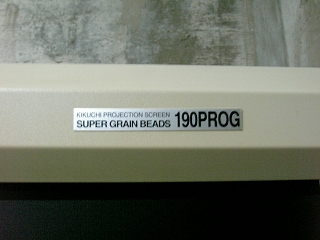 KIKUCHI PROJECTION SCREEN
SUPER GRAIN BEADS 190PROG